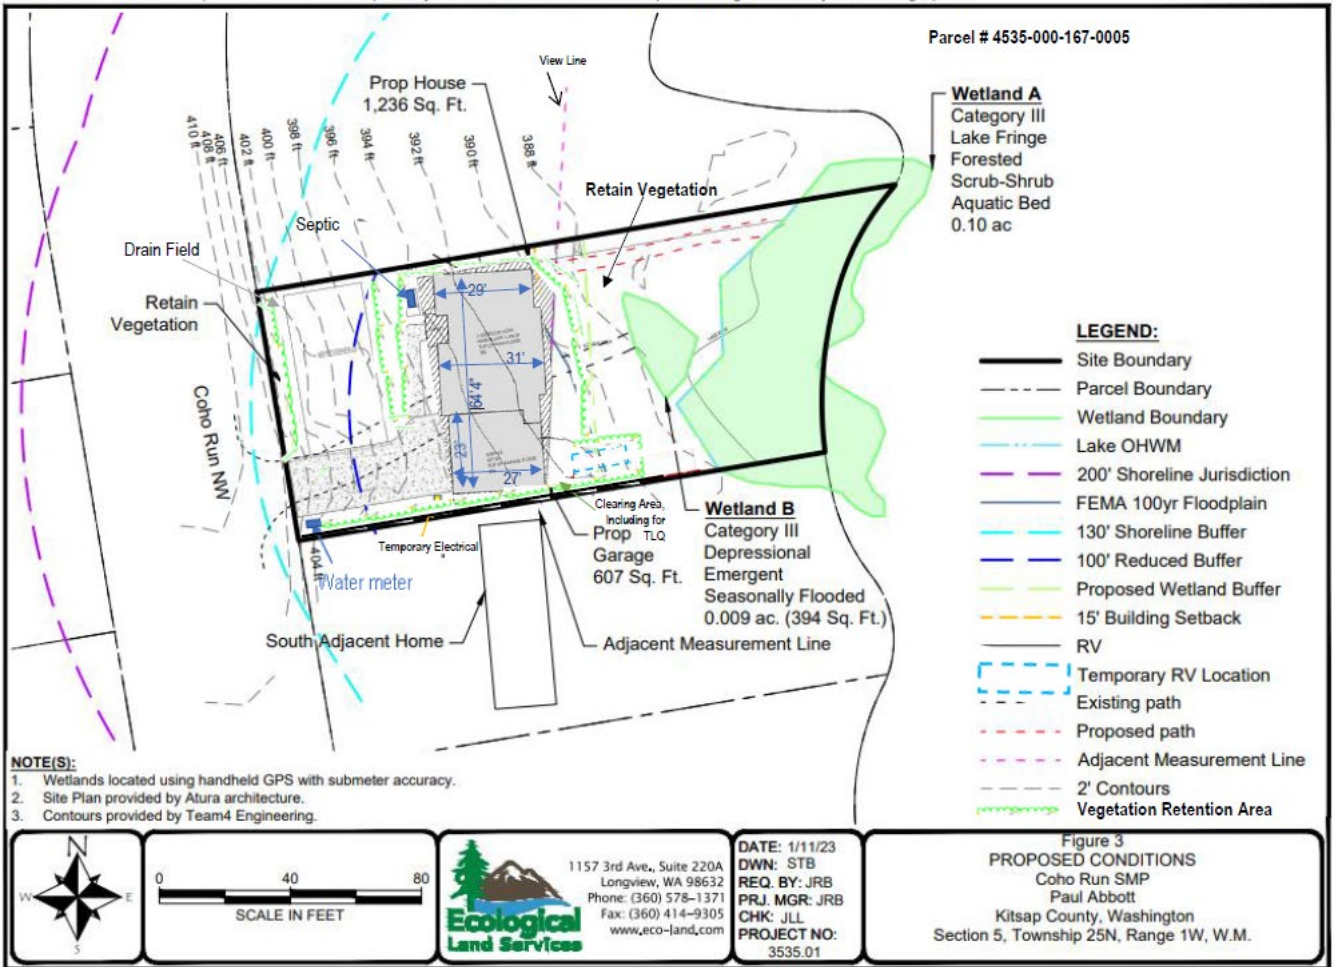 Parcel # 4535-000-167-0005
View Line
Prop House
1,236 Sq. Ft.
Wetland A
Category III
Lake Fringe
Forested
Scrub-Shrub
Aquatic Bed
0.10 ac
410 ft
408 ft
406 ft
402 ft
400 ft
398 ft
396 ft
394 ft
392 ft
390 ft
388 ft
Retain Vegetation
Septic
Drain Field
Retain
Vegetation
29'
31'
64'4"
23'
27'
Coho Run NW
404 ft
Water meter
Temporary Electrical
Clearing Area,
Including for
TLQ
Prop
Garage
607 Sq. Ft.
Wetland B
Category III
Depressional
Emergent
Seasonally Flooded
0.009 ac. (394 Sq. Ft.)
South Adjacent Home
Adjacent Measurement Line
LEGEND:
Site Boundary
Parcel Boundary
Wetland Boundary
Lake OHWM
200' Shoreline Jurisdiction
FEMA 100yr Floodplain
130' Shoreline Buffer
100' Reduced Buffer
Proposed Wetland Buffer
15' Building Setback
RV
Temporary RV Location
Existing path
Proposed path
Adjacent Measurement Line
2' Contours
Vegetation Retention Area
NOTE(S):
1. Wetlands located using handheld GPS with submeter accuracy.
2. Site Plan provided by Atura architecture.
3. Contours provided by Team4 Engineering.
N
W
E
S
0 40 80
SCALE IN FEET
Ecological
Land Services
1157 3rd Ave., Suite 220A
Longview, WA 98632
Phone: (360) 578-1371
Fax: (360) 414-9305
www.eco-land.com
DATE: 1/11/23
DWN: STB
REQ. BY: JRB
PRJ. MGR: JRB
CHK: JLL
PROJECT NO:
3535.01
Figure 3
PROPOSED CONDITIONS
Coho Run SMP
Paul Abbott
Kitsap County, Washington
Section 5, Township 25N, Range 1W, W.M.